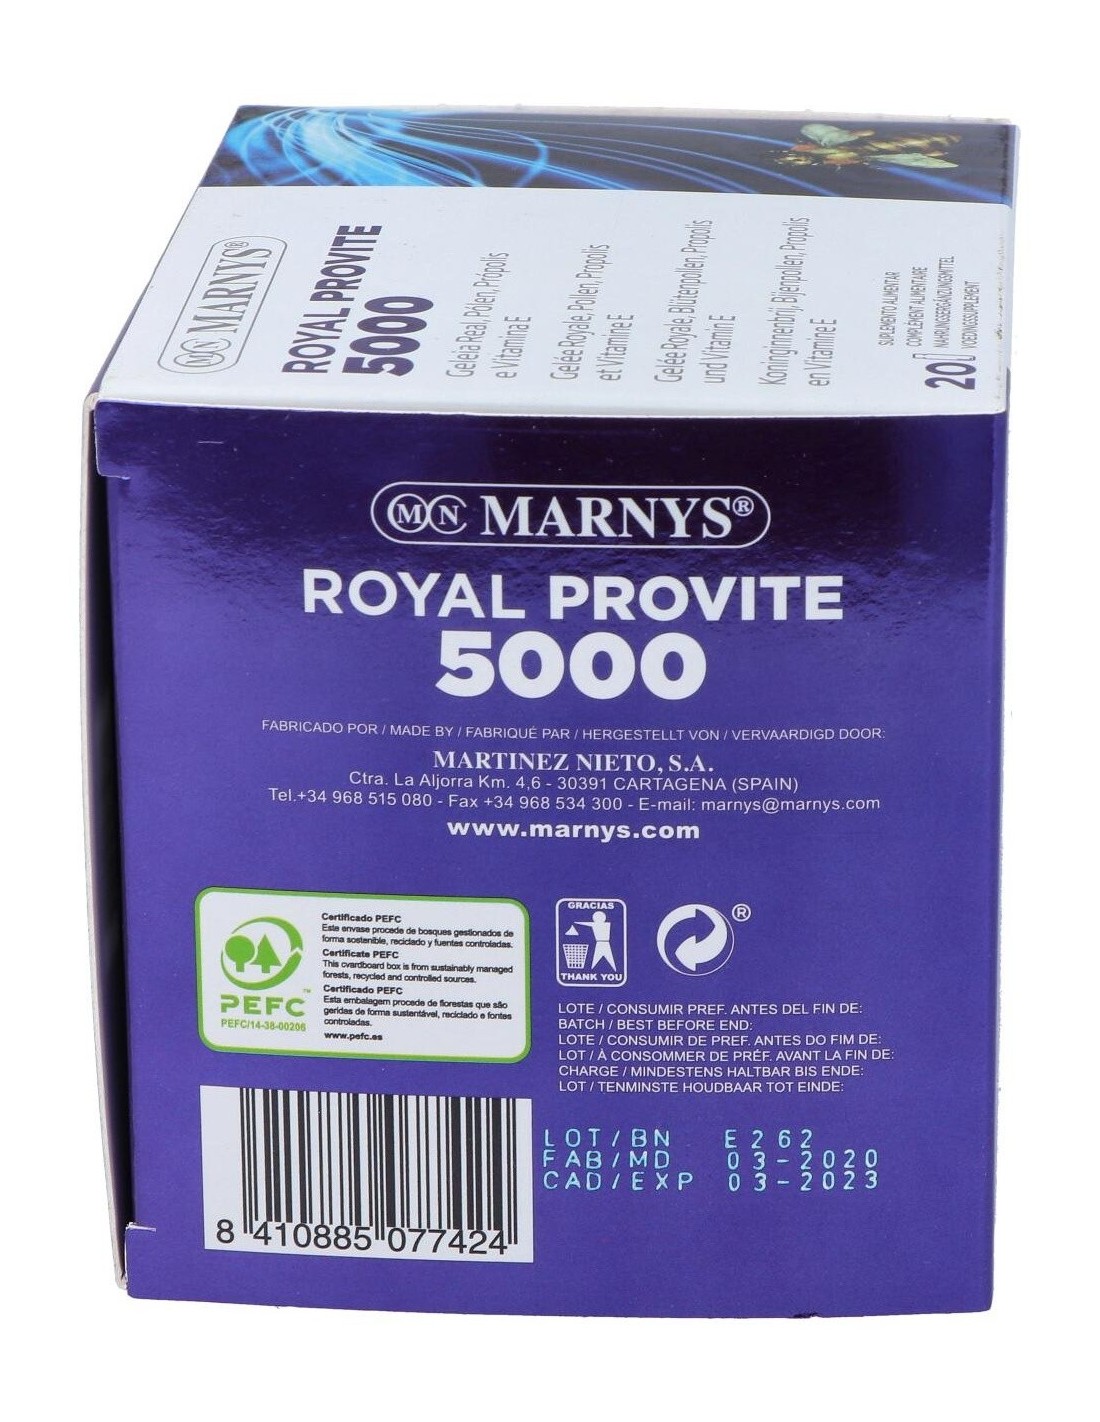 MN MARNYS®
ROYAL PROVITE
5000
Geleia Real, Pólen, Própolis
e Vitamina E
Gelée Royale, Pollen, Propolis
et Vitamine E
Gelée Royale, Blütenpollen, Propolis
und Vitamin E
Koninginnenbrij, Bijenpollen, Propolis
en Vitamine E
SUPLEMENTO ALIMENTAR
COMPLÉMENT ALIMENTAIRE
NAHRUNGSERGÄNZUNGSMITTEL
VOEDINGSSUPPLEMENT
20
MN MARNYS®
ROYAL PROVITE
5000
FABRICADO POR / MADE BY / FABRIQUÉ PAR / HERGESTELLT VON / VERVAARDIGD DOOR:
MARTINEZ NIETO, S.A.
Ctra. La Aljorra Km. 4,6 - 30391 CARTAGENA (SPAIN)
Tel.+34 968 515 080 - Fax +34 968 534 300 - E-mail: marnys@marnys.com
www.marnys.com
PEFC™
PEFC/14-38-00206
Certificado PEFC
Este envase procede de bosques gestionados de
forma sostenible, reciclado y fuentes controladas.
Certificate PEFC
This cvardboard box is from sustainably managed
forests, recycled and controlled sources.
Certificado PEFC
Esta embalagem procede de florestas que são
geridas de forma sustentável, reciclado e fontes
controladas.
www.pefc.es
GRACIAS
THANK YOU
®
LOTE / CONSUMIR PREF. ANTES DEL FIN DE:
BATCH / BEST BEFORE END:
LOTE / CONSUMIR DE PREF. ANTES DO FIM DE:
LOT / À CONSOMMER DE PRÉF. AVANT LA FIN DE:
CHARGE / MINDESTENS HALTBAR BIS ENDE:
LOT / TENMINSTE HOUDBAAR TOT EINDE:
LOT/BN E262
FAB/MD 03-2020
CAD/EXP 03-2023
8 410885 077424